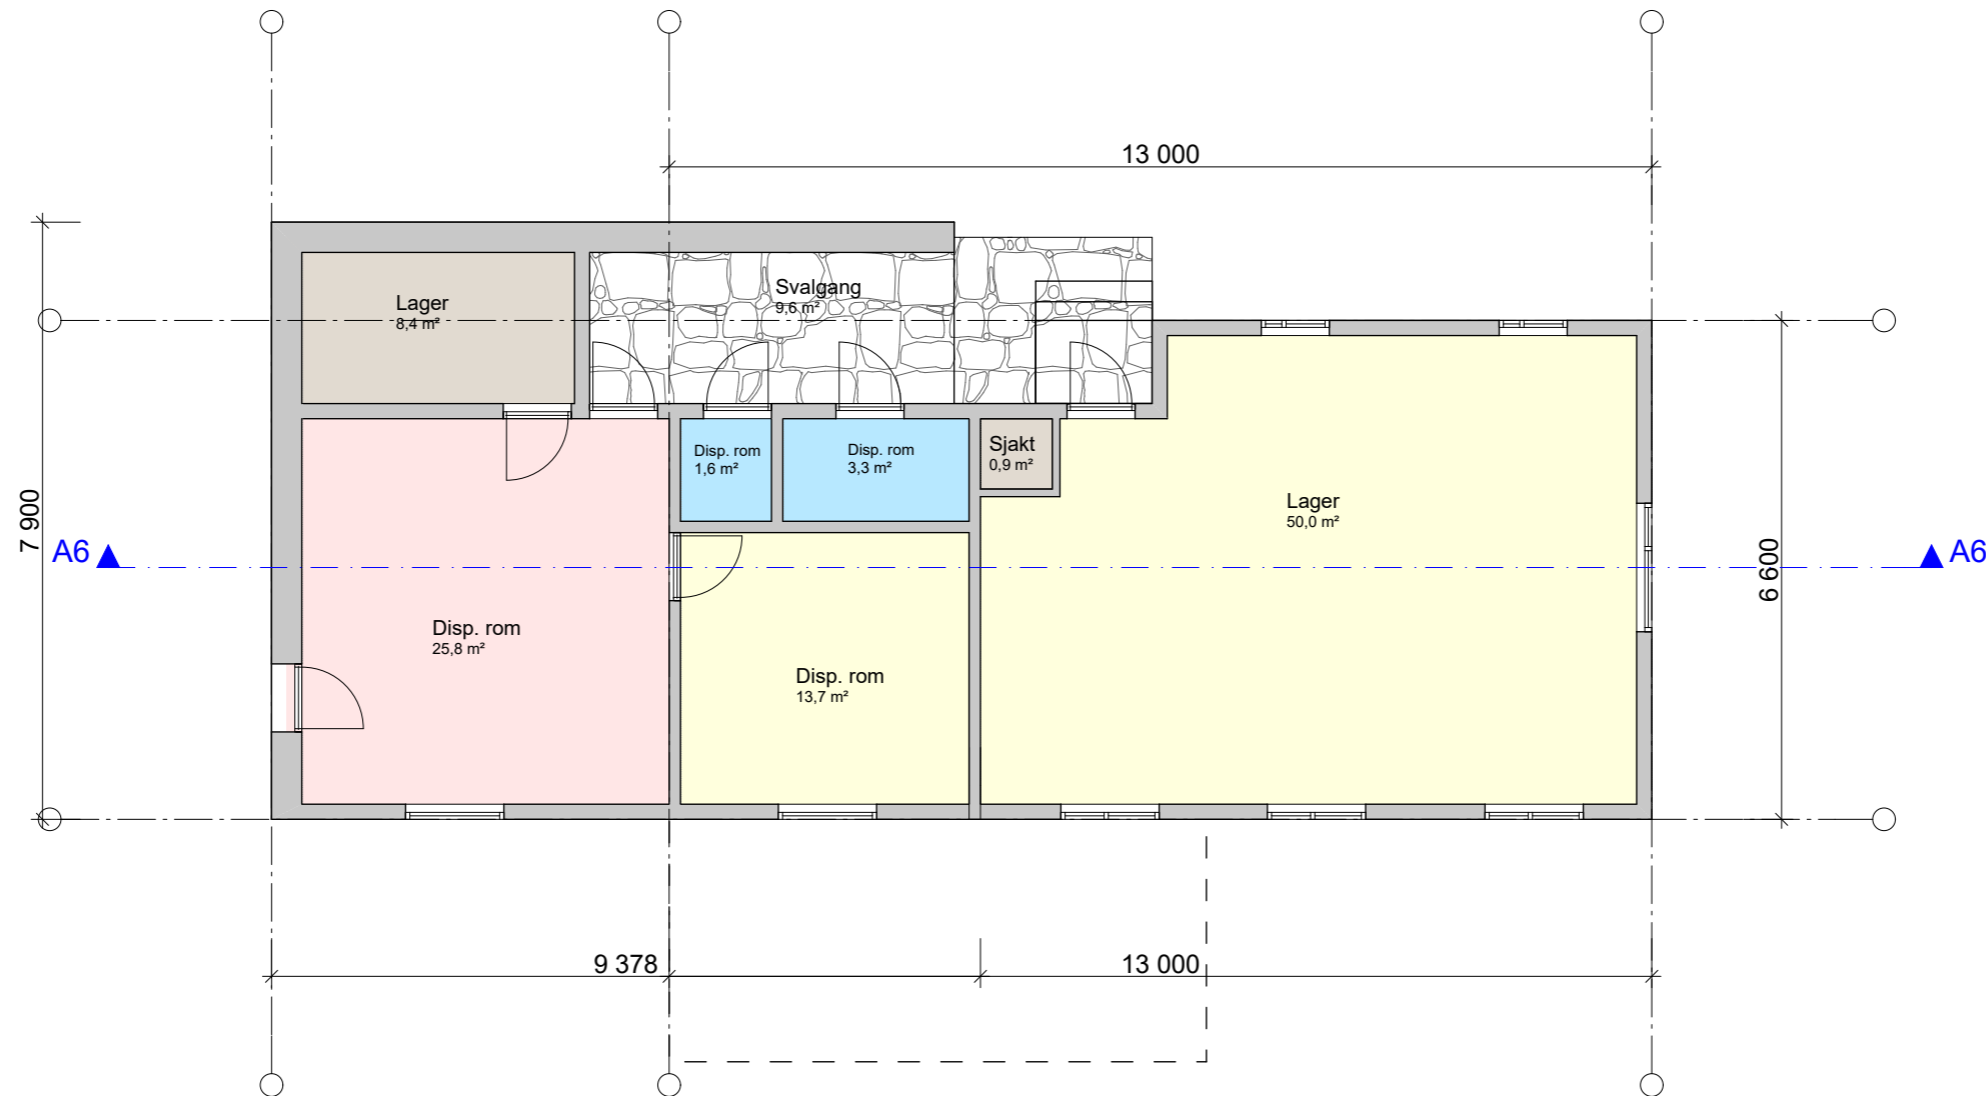 13 000
Lager
8,4 m²
Svalgang
9,6 m²
Disp. rom
1,6 m²
Disp. rom
3,3 m²
Sjakt
0,9 m²
Lager
50,0 m²
7 900
A6
A6
6 600
Disp. rom
25,8 m²
Disp. rom
13,7 m²
9 378
13 000